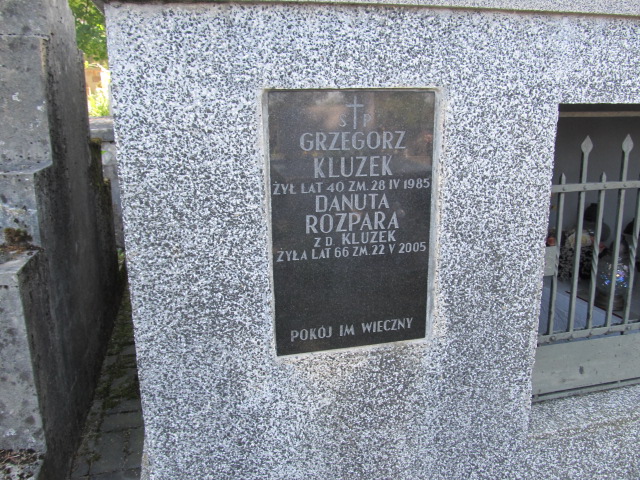 Ś P
GRZEGORZ
KLUZEK
ŻYŁ LAT 40 ZM. 28 IV 1985
DANUTA
ROZPARA
Z D. KLUZEK
ŻYŁA LAT 66 ZM. 22 V 2005
POKÓJ IM WIECZNY